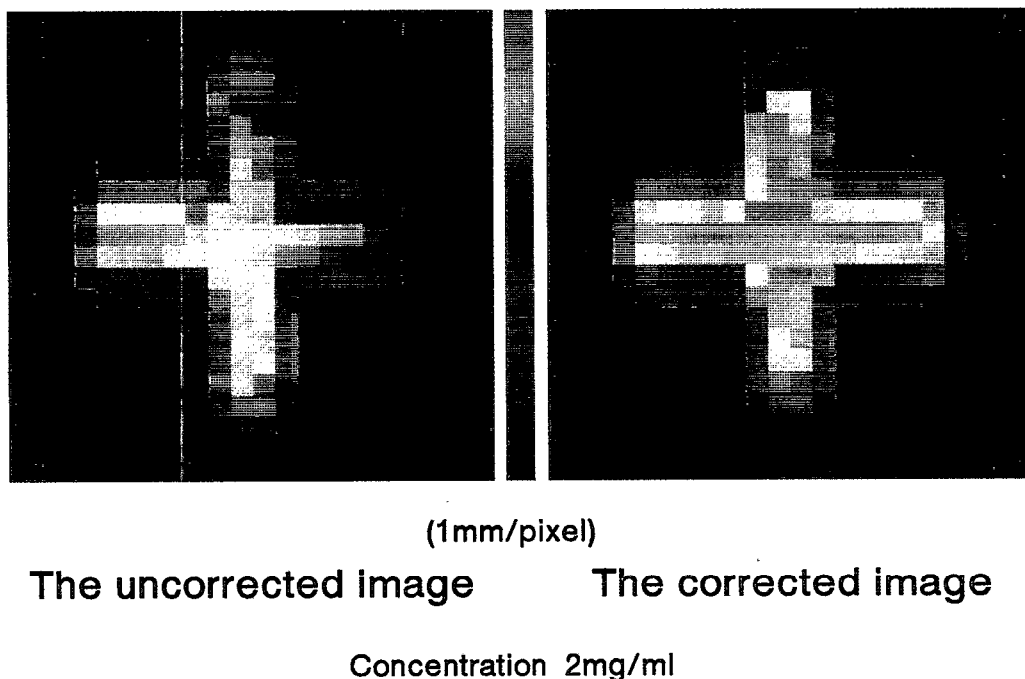 (1mm/pixel)
The uncorrected image The corrected image
Concentration 2mg/ml